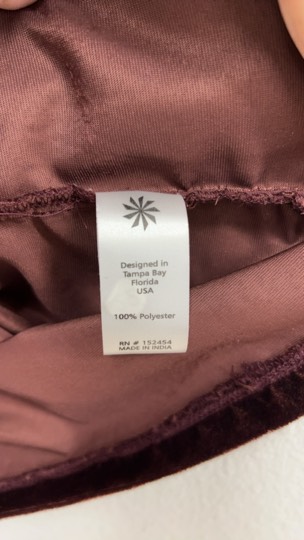 Designed in
Tampa Bay
Florida
USA
100% Polyester
RN # 152454
MADE IN INDIA